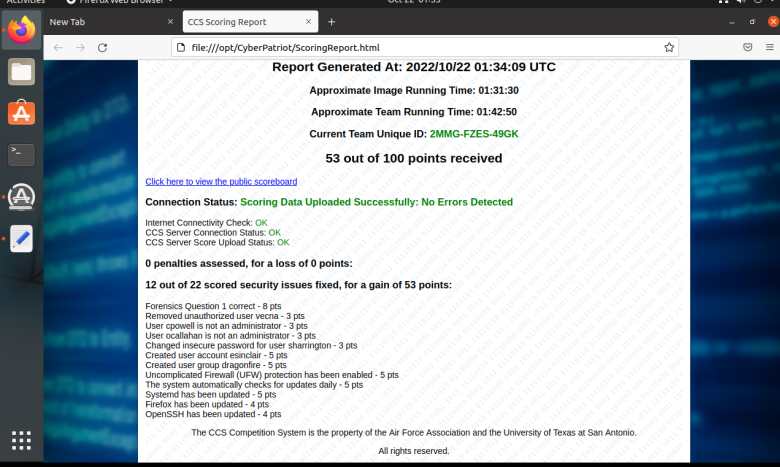 Activities
Firefox Web Browser
Oct 22 01:35
New Tab
CCS Scoring Report
file:///opt/CyberPatriot/ScoringReport.html
Report Generated At: 2022/10/22 01:34:09 UTC
Approximate Image Running Time: 01:31:30
Approximate Team Running Time: 01:42:50
Current Team Unique ID: 2MMG-FZES-49GK
53 out of 100 points received
Click here to view the public scoreboard
Connection Status: Scoring Data Uploaded Successfully: No Errors Detected
Internet Connectivity Check: OK
CCS Server Connection Status: OK
CCS Server Score Upload Status: OK
0 penalties assessed, for a loss of 0 points:
12 out of 22 scored security issues fixed, for a gain of 53 points:
Forensics Question 1 correct - 8 pts
Removed unauthorized user vecna - 3 pts
User cpowell is not an administrator - 3 pts
User ocallahan is not an administrator - 3 pts
Changed insecure password for user sharrington - 3 pts
Created user account esinclair - 5 pts
Created user group dragonfire - 5 pts
Uncomplicated Firewall (UFW) protection has been enabled - 5 pts
The system automatically checks for updates daily - 5 pts
Systemd has been updated - 5 pts
Firefox has been updated - 4 pts
OpenSSH has been updated - 4 pts
The CCS Competition System is the property of the Air Force Association and the University of Texas at San Antonio.
All rights reserved.